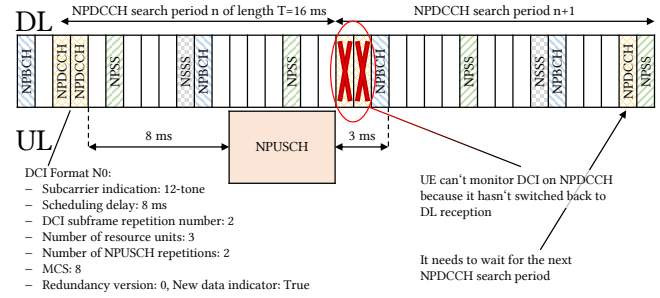 NPDCCH search period n of length T=16 ms
NPDCCH search period n+1
DL
NPBCH
NPDCCH
NPDCCH
NPSS
NSSS
NPBCH
NPSS
NPBCH
NPSS
NSSS
NPBCH
NPDCCH
NPSS
UL
8 ms
NPUSCH
3 ms
DCI Format N0:
– Subcarrier indication: 12-tone
– Scheduling delay: 8 ms
– DCI subframe repetition number: 2
– Number of resource units: 3
– Number of NPUSCH repetitions: 2
– MCS: 8
– Redundancy version: 0, New data indicator: True
UE can't monitor DCI on NPDCCH
because it hasn't switched back to
DL reception
It needs to wait for the next
NPDCCH search period